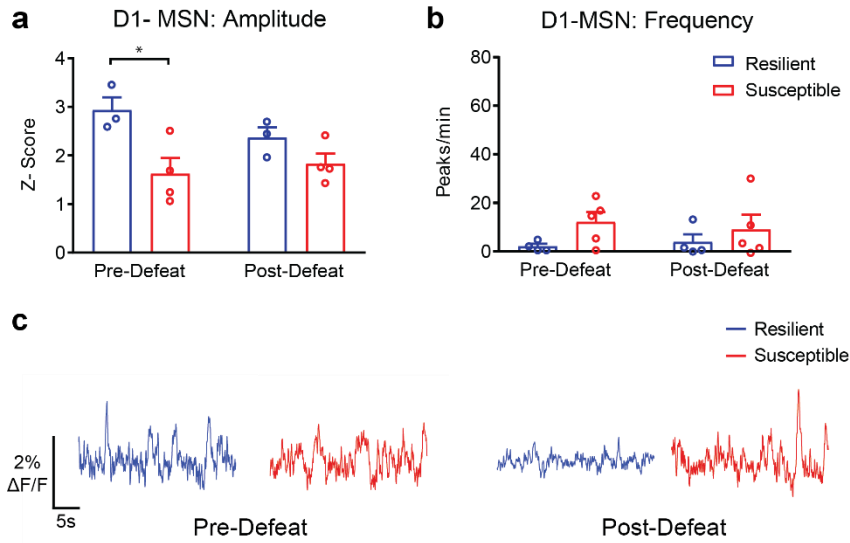 a
D1- MSN: Amplitude
*
Z- Score
4
3
2
1
0
Pre-Defeat
Post-Defeat
b
D1-MSN: Frequency
Resilient
Susceptible
Peaks/min
80
60
40
20
0
Pre-Defeat
Post-Defeat
c
Resilient
Susceptible
2%
ΔF/F
5s
Pre-Defeat
Post-Defeat